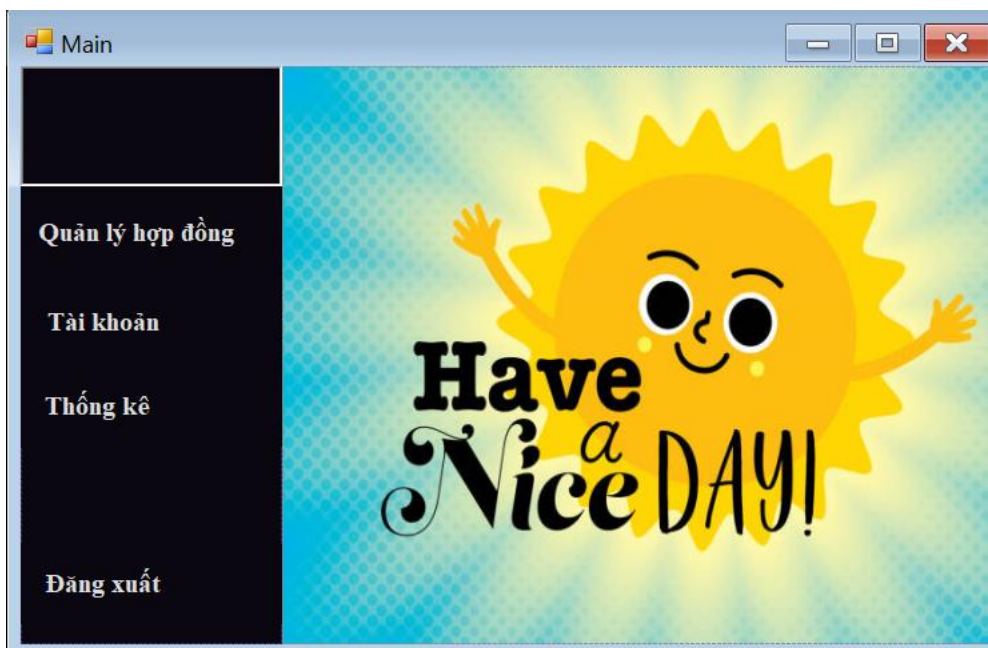 Main
Quản lý hợp đồng
Tài khoản
Thống kê
Đăng xuất
Have
a
Nice DAY!